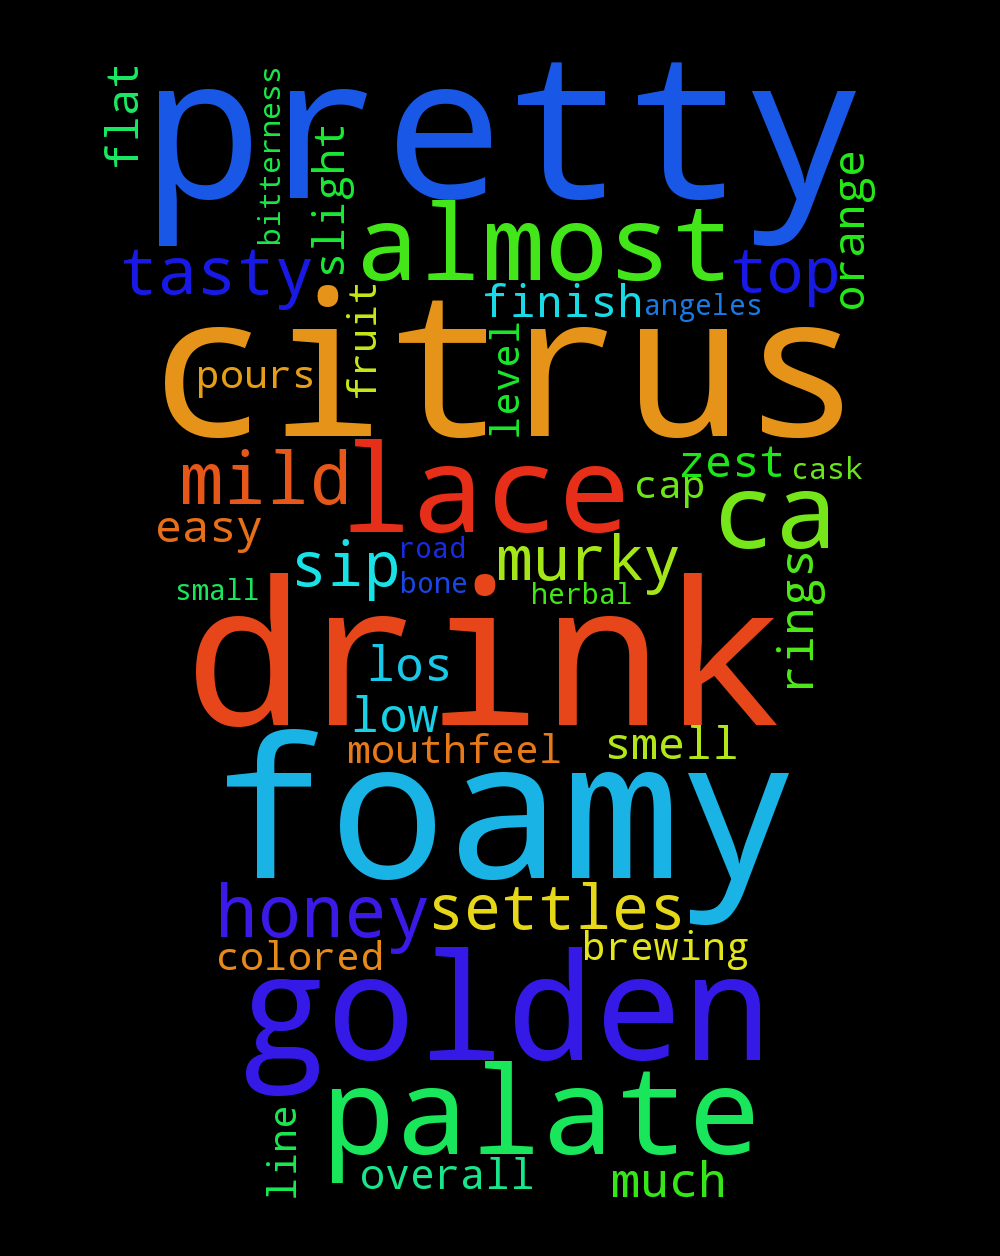 pretty
flat
bitterness
slight
almost
orange
tasty
top
finish
angeles
citrus
fruit
level
pours
mild
lace
zest
cask
cap
ca
easy
sip
road
bone
murky
herbal
small
rings
drink
los
low
mouthfeel
smell
foamy
honey
settles
colored
brewing
golden
palate
line
overall
much